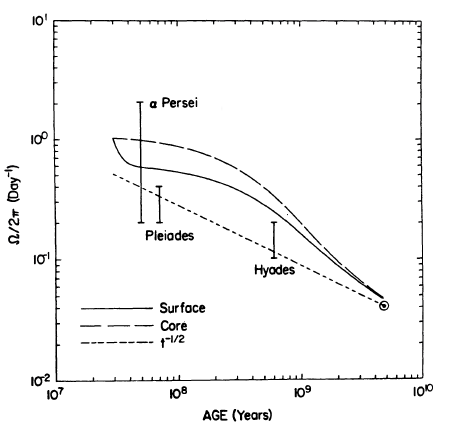 10¹
10⁰
10⁻¹
10⁻²
Ω/2π (Day⁻¹)
α Persei
Pleiades
Hyades
Surface
Core
t⁻¹/²
10⁷ 10⁸ 10⁹ 10¹⁰
AGE (Years)